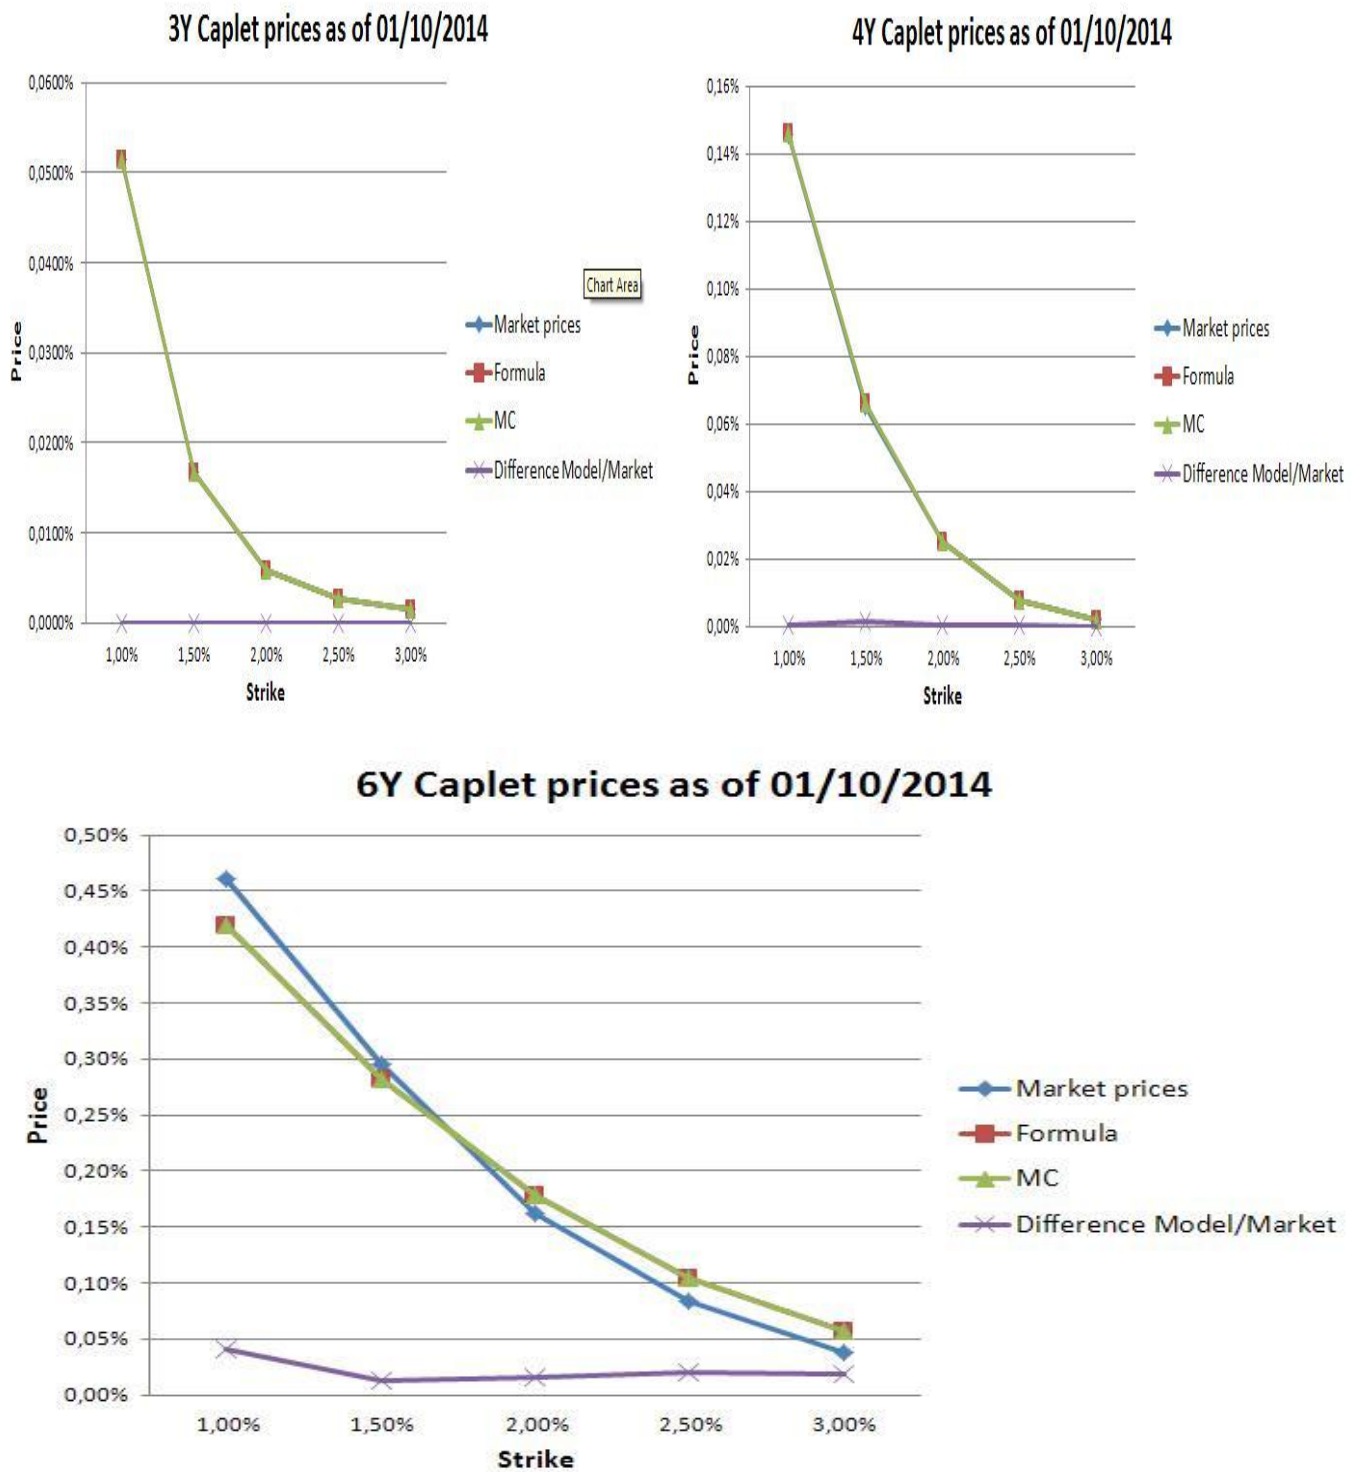 3Y Caplet prices as of 01/10/2014
0,0600%
0,0500%
0,0400%
0,0300%
0,0200%
0,0100%
0,0000%
Price
1,00% 1,50% 2,00% 2,50% 3,00%
Strike
Chart Area
Market prices
Formula
MC
Difference Model/Market
4Y Caplet prices as of 01/10/2014
0,16%
0,14%
0,12%
0,10%
0,08%
0,06%
0,04%
0,02%
0,00%
Price
1,00% 1,50% 2,00% 2,50% 3,00%
Strike
Market prices
Formula
MC
Difference Model/Market
6Y Caplet prices as of 01/10/2014
0,50%
0,45%
0,40%
0,35%
0,30%
0,25%
0,20%
0,15%
0,10%
0,05%
0,00%
Price
1,00% 1,50% 2,00% 2,50% 3,00%
Strike
Market prices
Formula
MC
Difference Model/Market